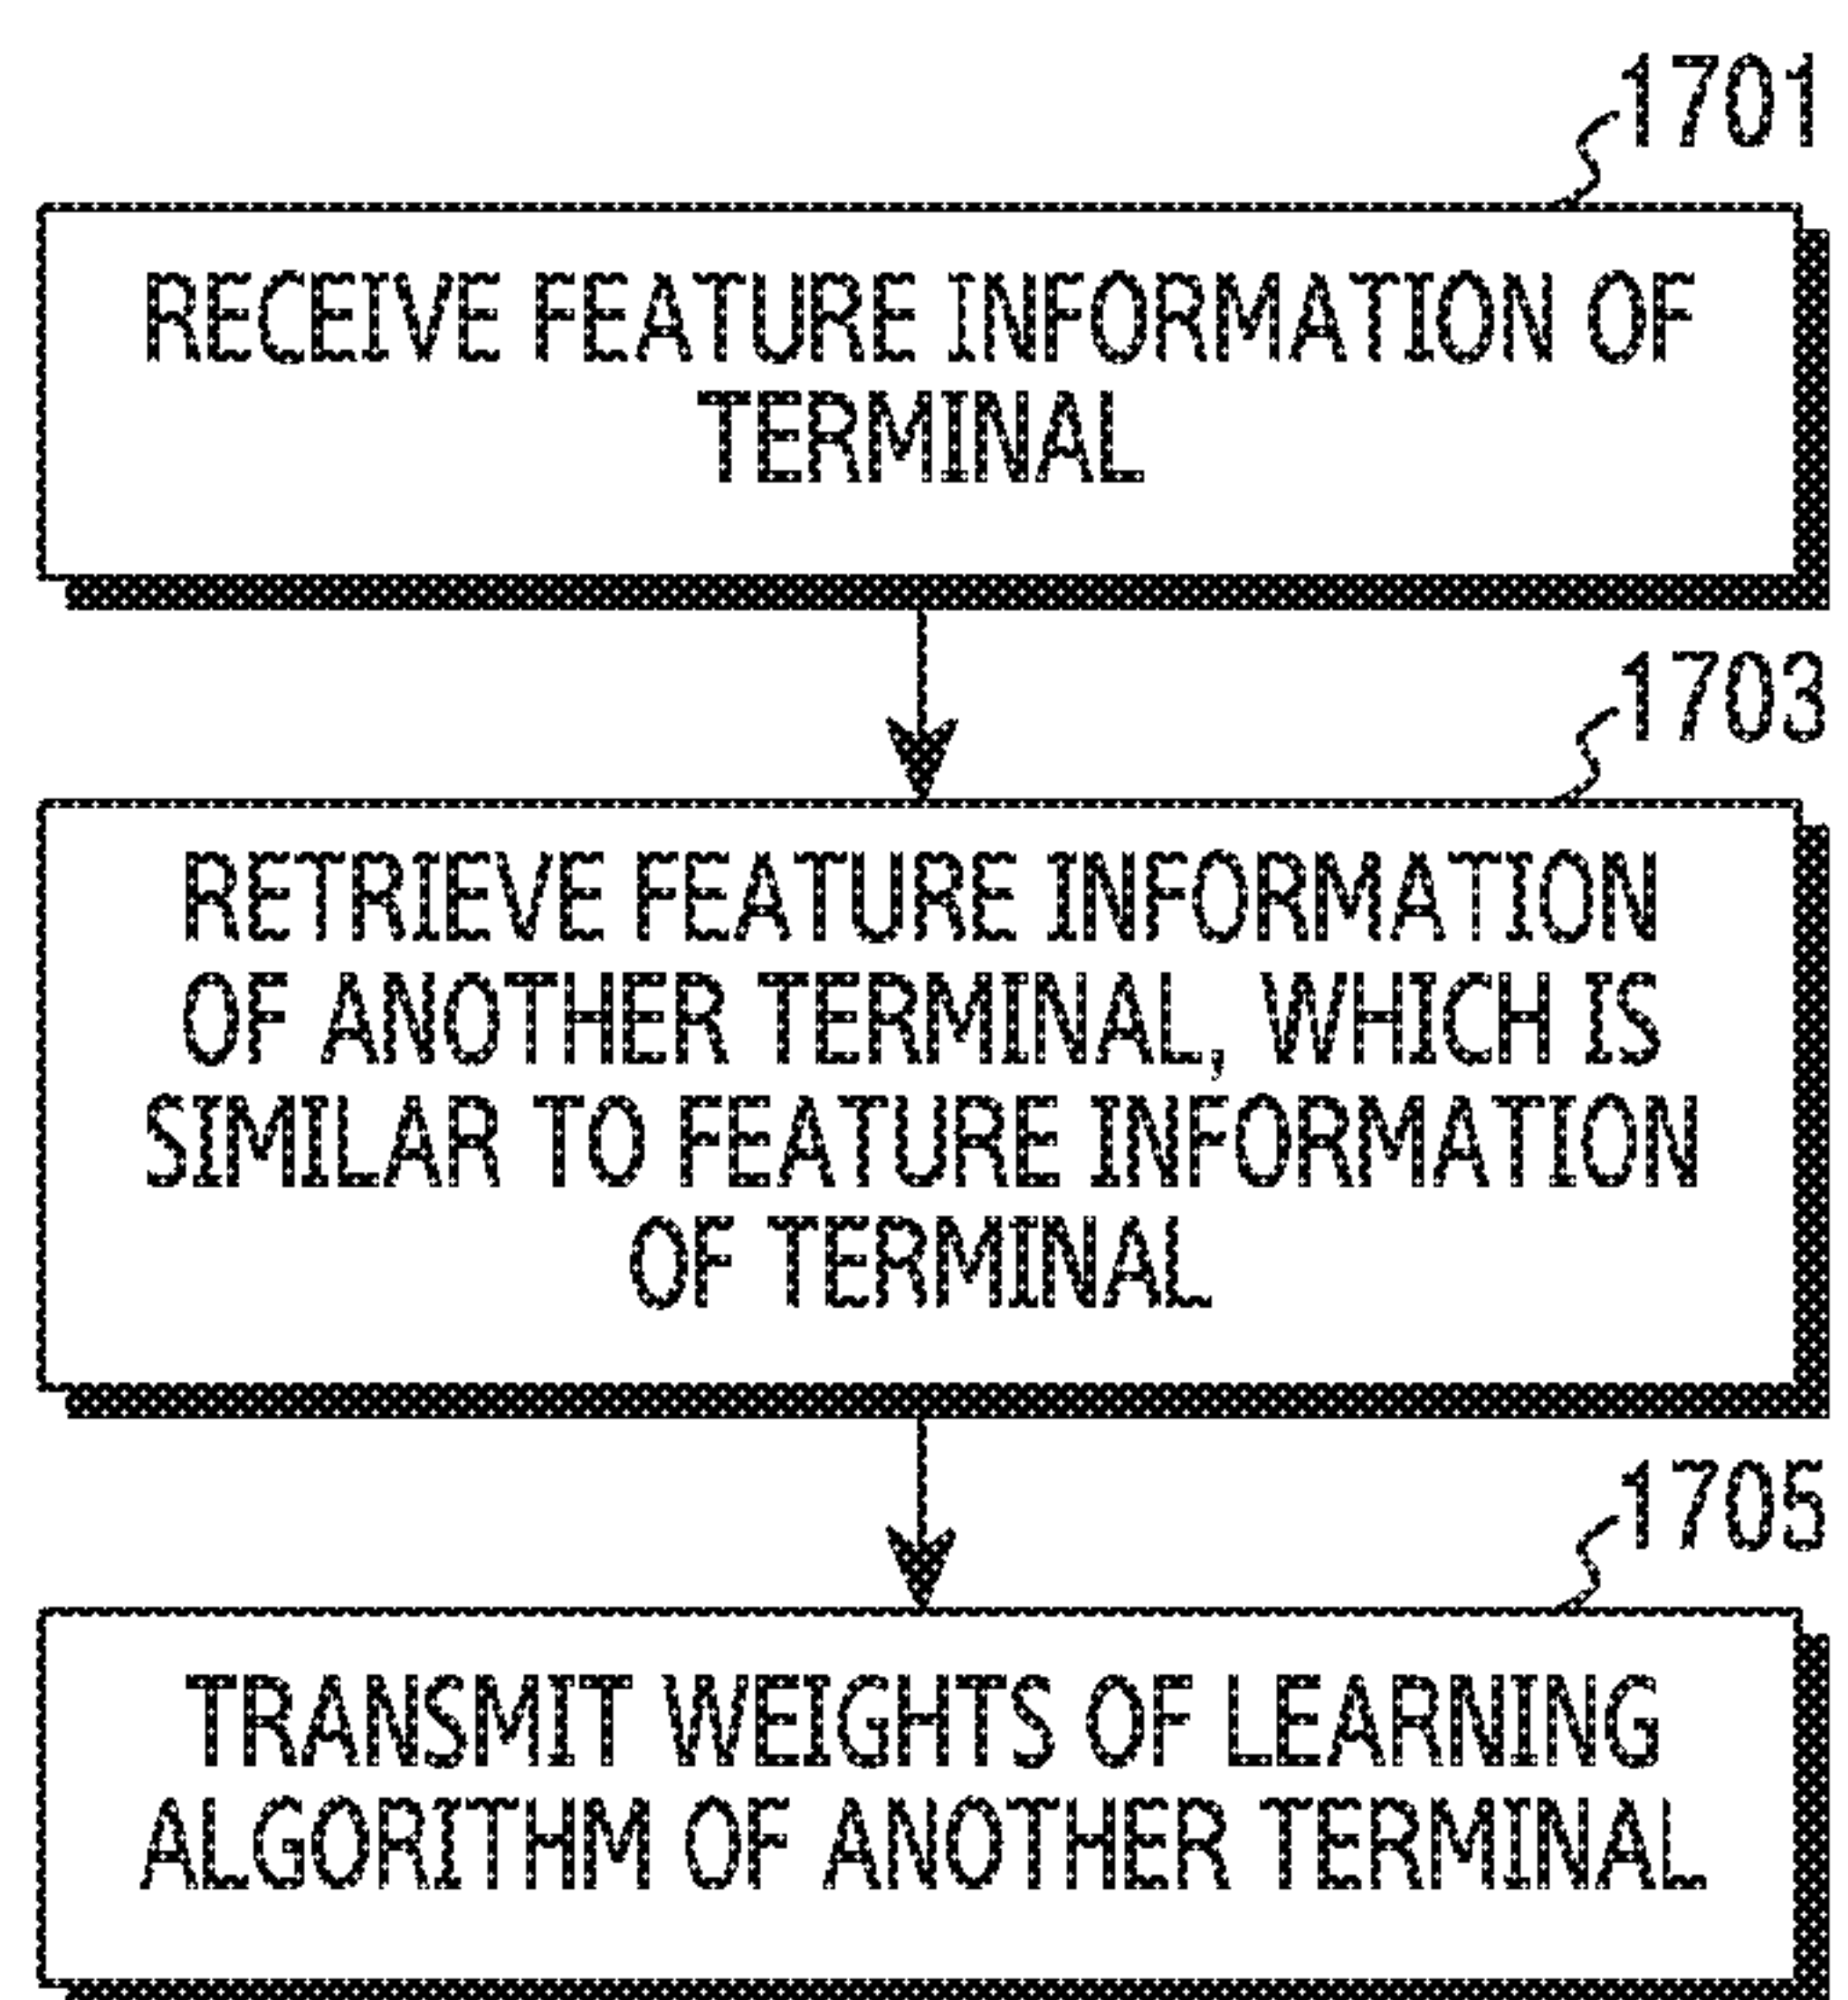 1701
RECEIVE FEATURE INFORMATION OF
TERMINAL
1703
RETRIEVE FEATURE INFORMATION
OF ANOTHER TERMINAL, WHICH IS
SIMILAR TO FEATURE INFORMATION
OF TERMINAL
1705
TRANSMIT WEIGHTS OF LEARNING
ALGORITHM OF ANOTHER TERMINAL